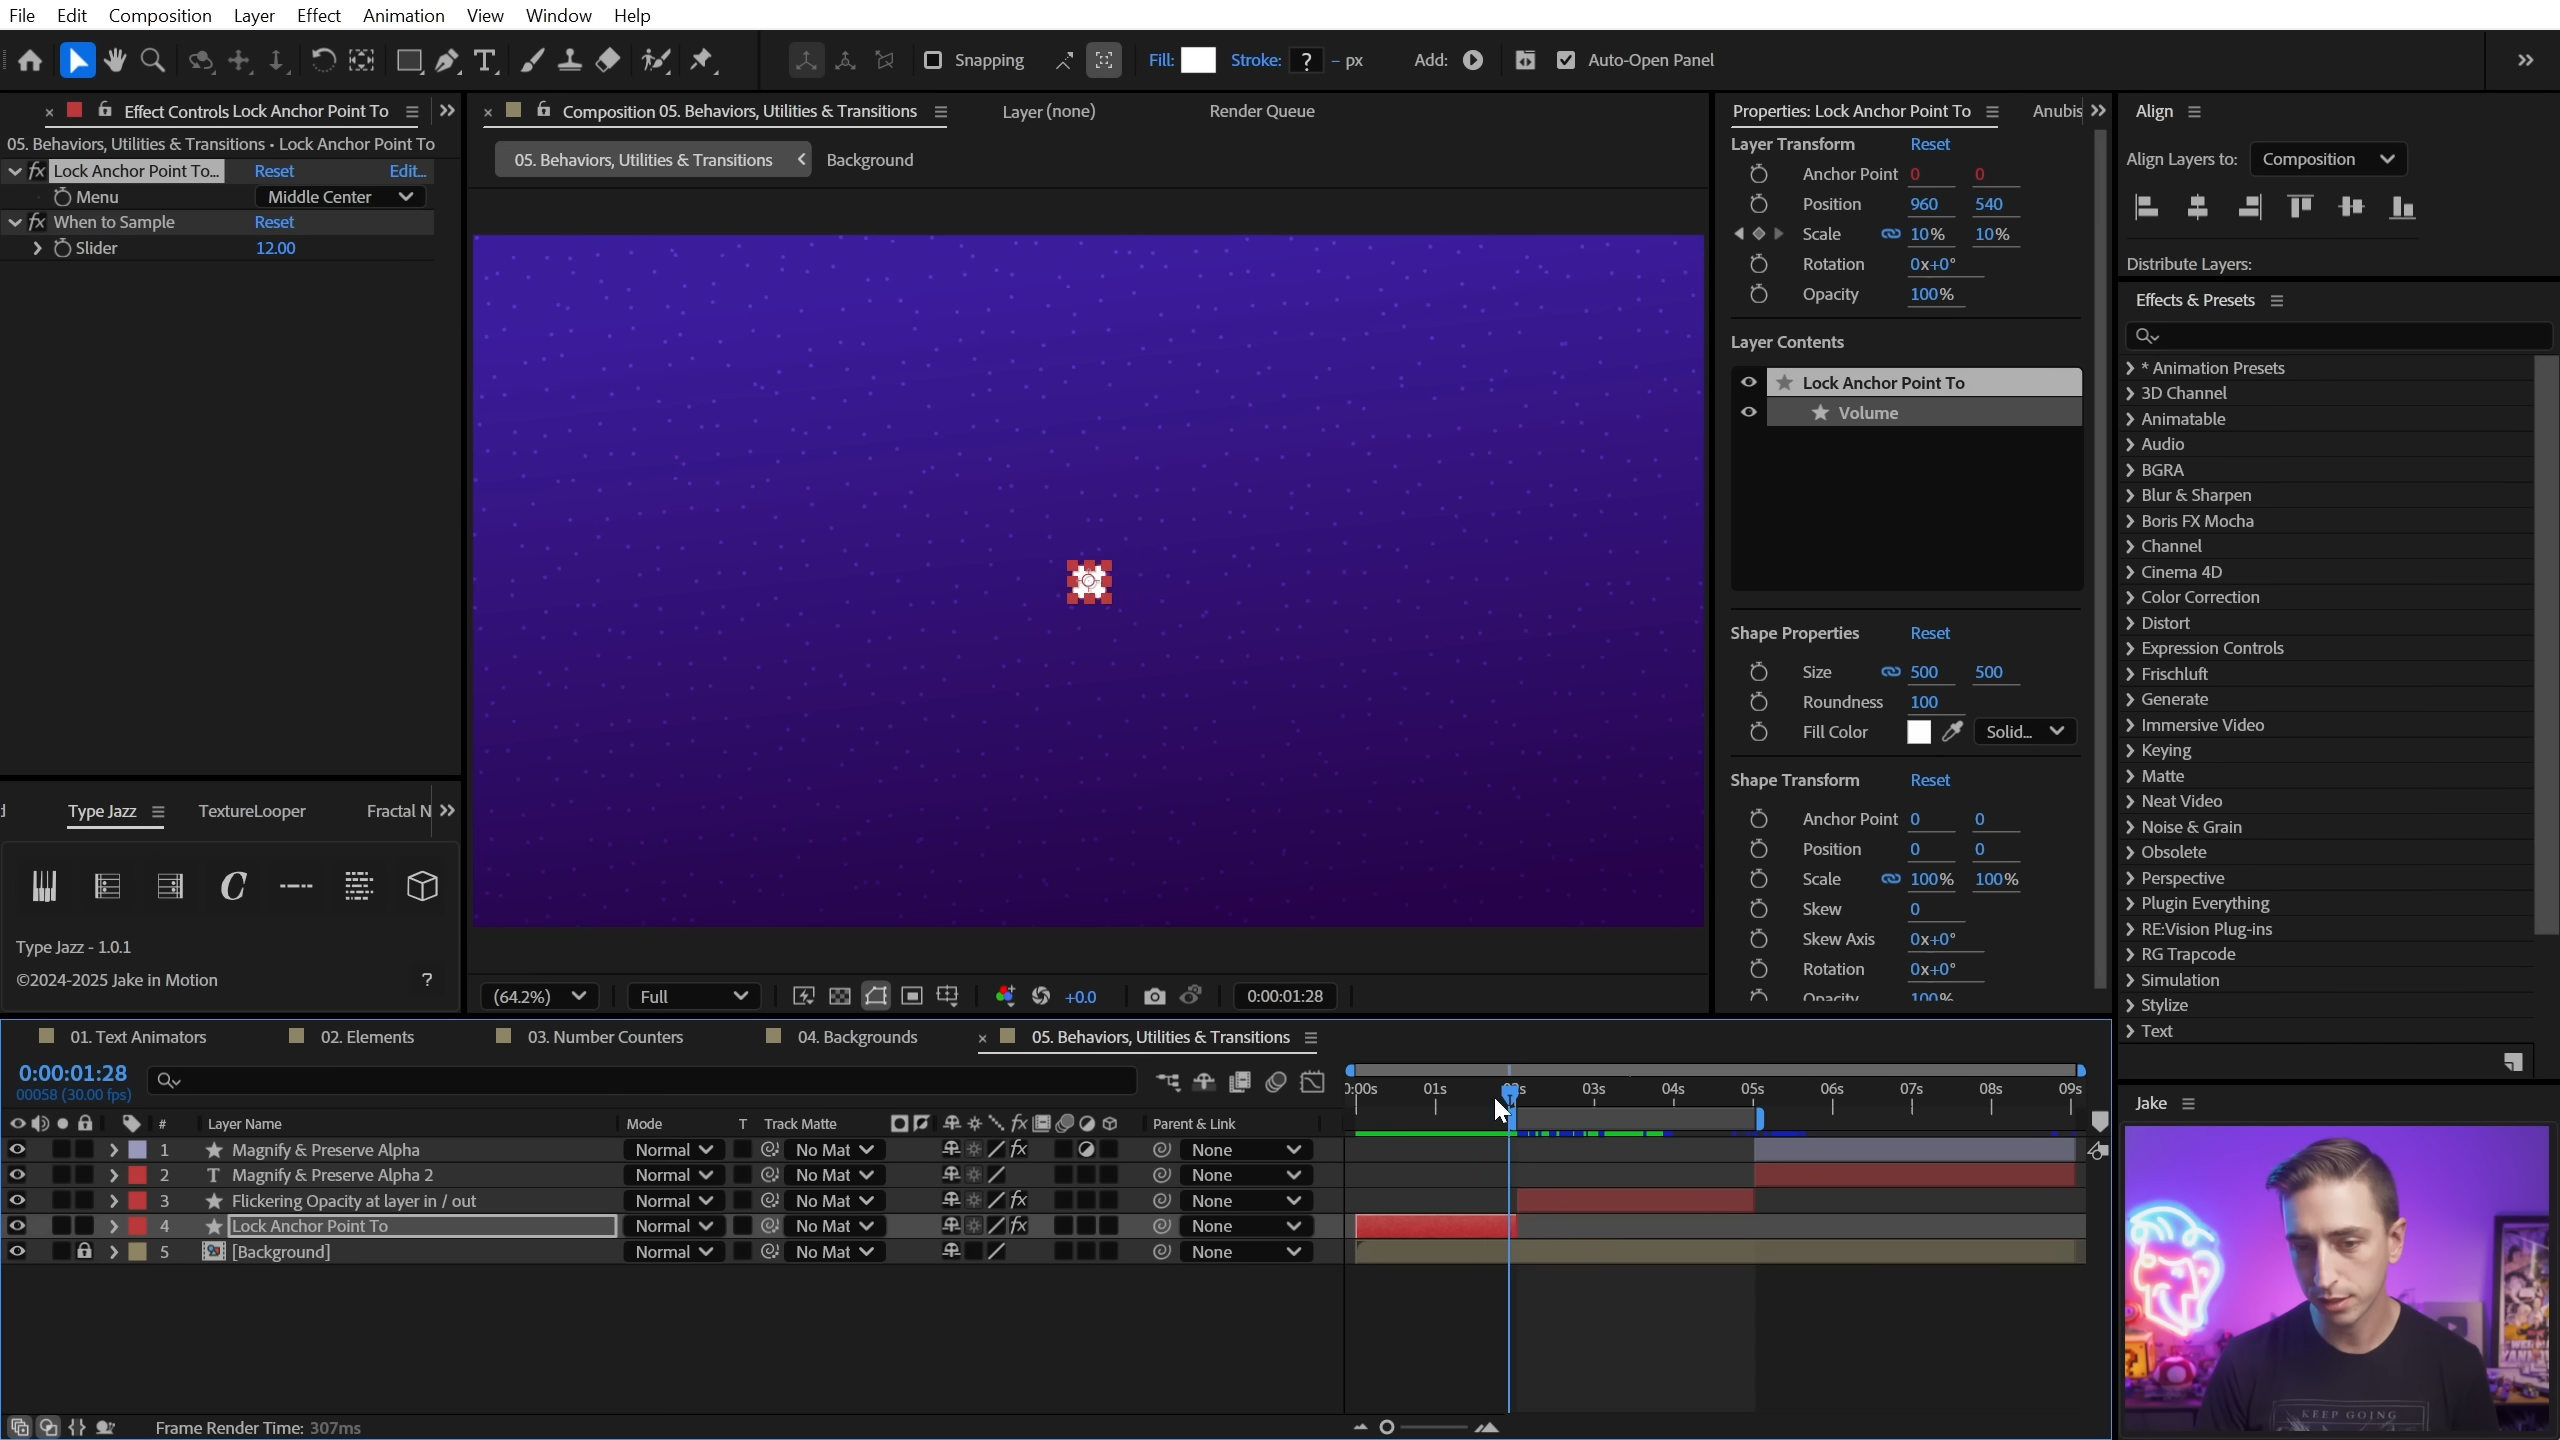 File Edit Composition Layer Effect Animation View Window Help
Snapping Fill: Stroke: ? – px Add: Auto-Open Panel
Effect Controls Lock Anchor Point To
05. Behaviors, Utilities & Transitions • Lock Anchor Point To
fx Lock Anchor Point To... Reset Edit...
Menu Middle Center
fx When to Sample Reset
Slider 12.00
Composition 05. Behaviors, Utilities & Transitions Layer (none) Render Queue
05. Behaviors, Utilities & Transitions Background
Properties: Lock Anchor Point To Anubis
Layer Transform Reset
Anchor Point 0 0
Position 960 540
Scale 10% 10%
Rotation 0x+0°
Opacity 100%
Layer Contents
Lock Anchor Point To
Volume
Shape Properties Reset
Size 500 500
Roundness 100
Fill Color Solid...
Shape Transform Reset
Anchor Point 0 0
Position 0 0
Scale 100% 100%
Skew 0
Skew Axis 0x+0°
Rotation 0x+0°
Opacity 100%
Align
Align Layers to: Composition
Distribute Layers:
Effects & Presets
* Animation Presets
3D Channel
Animatable
Audio
BGRA
Blur & Sharpen
Boris FX Mocha
Channel
Cinema 4D
Color Correction
Distort
Expression Controls
Frischluft
Generate
Immersive Video
Keying
Matte
Neat Video
Noise & Grain
Obsolete
Perspective
Plugin Everything
RE:Vision Plug-ins
RG Trapcode
Simulation
Stylize
Text
Type Jazz TextureLooper Fractal N
Type Jazz - 1.0.1
©2024-2025 Jake in Motion ?
(64.2%) Full +0.0 0:00:01:28
01. Text Animators 02. Elements 03. Number Counters 04. Backgrounds 05. Behaviors, Utilities & Transitions
0:00:01:28
00058 (30.00 fps)
0:00s 01s 02s 03s 04s 05s 06s 07s 08s 09s
# Layer Name Mode T Track Matte fx Parent & Link
1 Magnify & Preserve Alpha Normal No Mat fx None
2 T Magnify & Preserve Alpha 2 Normal No Mat None
3 Flickering Opacity at layer in / out Normal No Mat fx None
4 Lock Anchor Point To Normal No Mat fx None
5 [Background] Normal No Mat None
Frame Render Time: 307ms
Jake
KEEP GOING